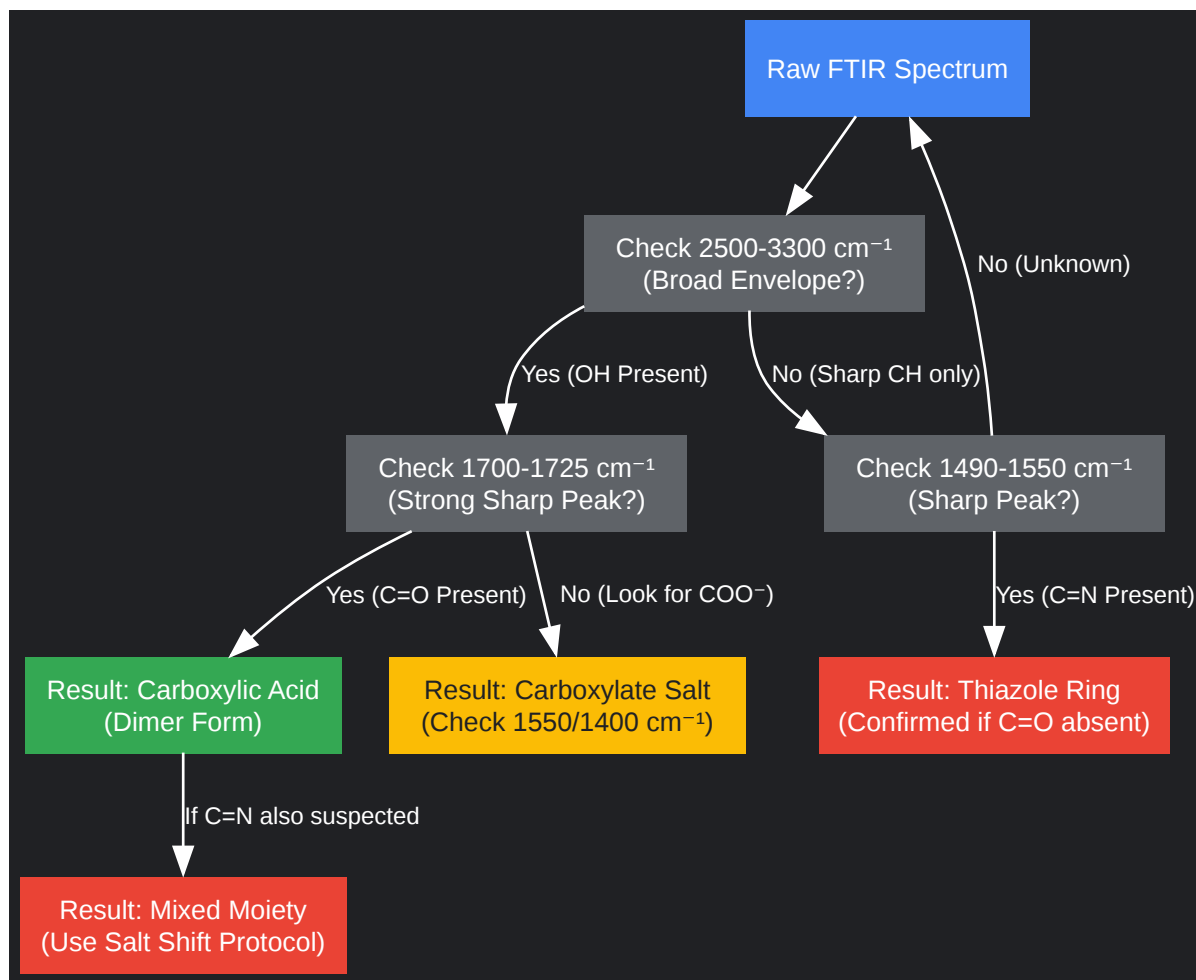 Raw FTIR Spectrum
Check 2500-3300 cm⁻¹
(Broad Envelope?)
No (Unknown)
Yes (OH Present)
No (Sharp CH only)
Check 1700-1725 cm⁻¹
(Strong Sharp Peak?)
Check 1490-1550 cm⁻¹
(Sharp Peak?)
Yes (C=O Present)
No (Look for COO⁻)
Yes (C=N Present)
Result: Carboxylic Acid
(Dimer Form)
Result: Carboxylate Salt
(Check 1550/1400 cm⁻¹)
Result: Thiazole Ring
(Confirmed if C=O absent)
If C=N also suspected
Result: Mixed Moiety
(Use Salt Shift Protocol)